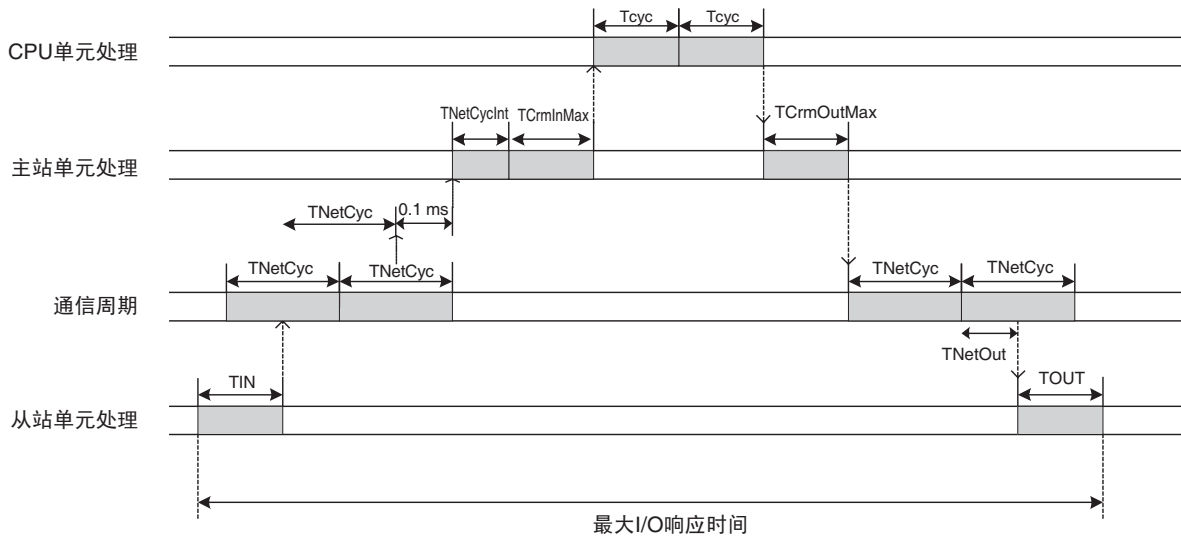 Tcyc Tcyc
CPU单元处理
TNetCycInt TCrmInMax TCrmOutMax
主站单元处理
TNetCyc 0.1 ms
TNetCyc TNetCyc TNetCyc TNetCyc
通信周期
TNetOut
TIN TOUT
从站单元处理
最大I/O响应时间